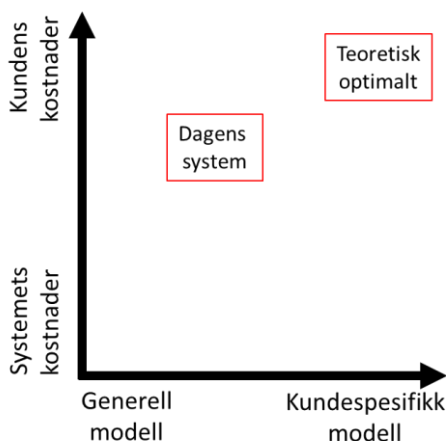 Kundens
kostnader
Teoretisk
optimalt
Dagens
system
Systemets
kostnader
Generell
modell
Kundespesifikk
modell